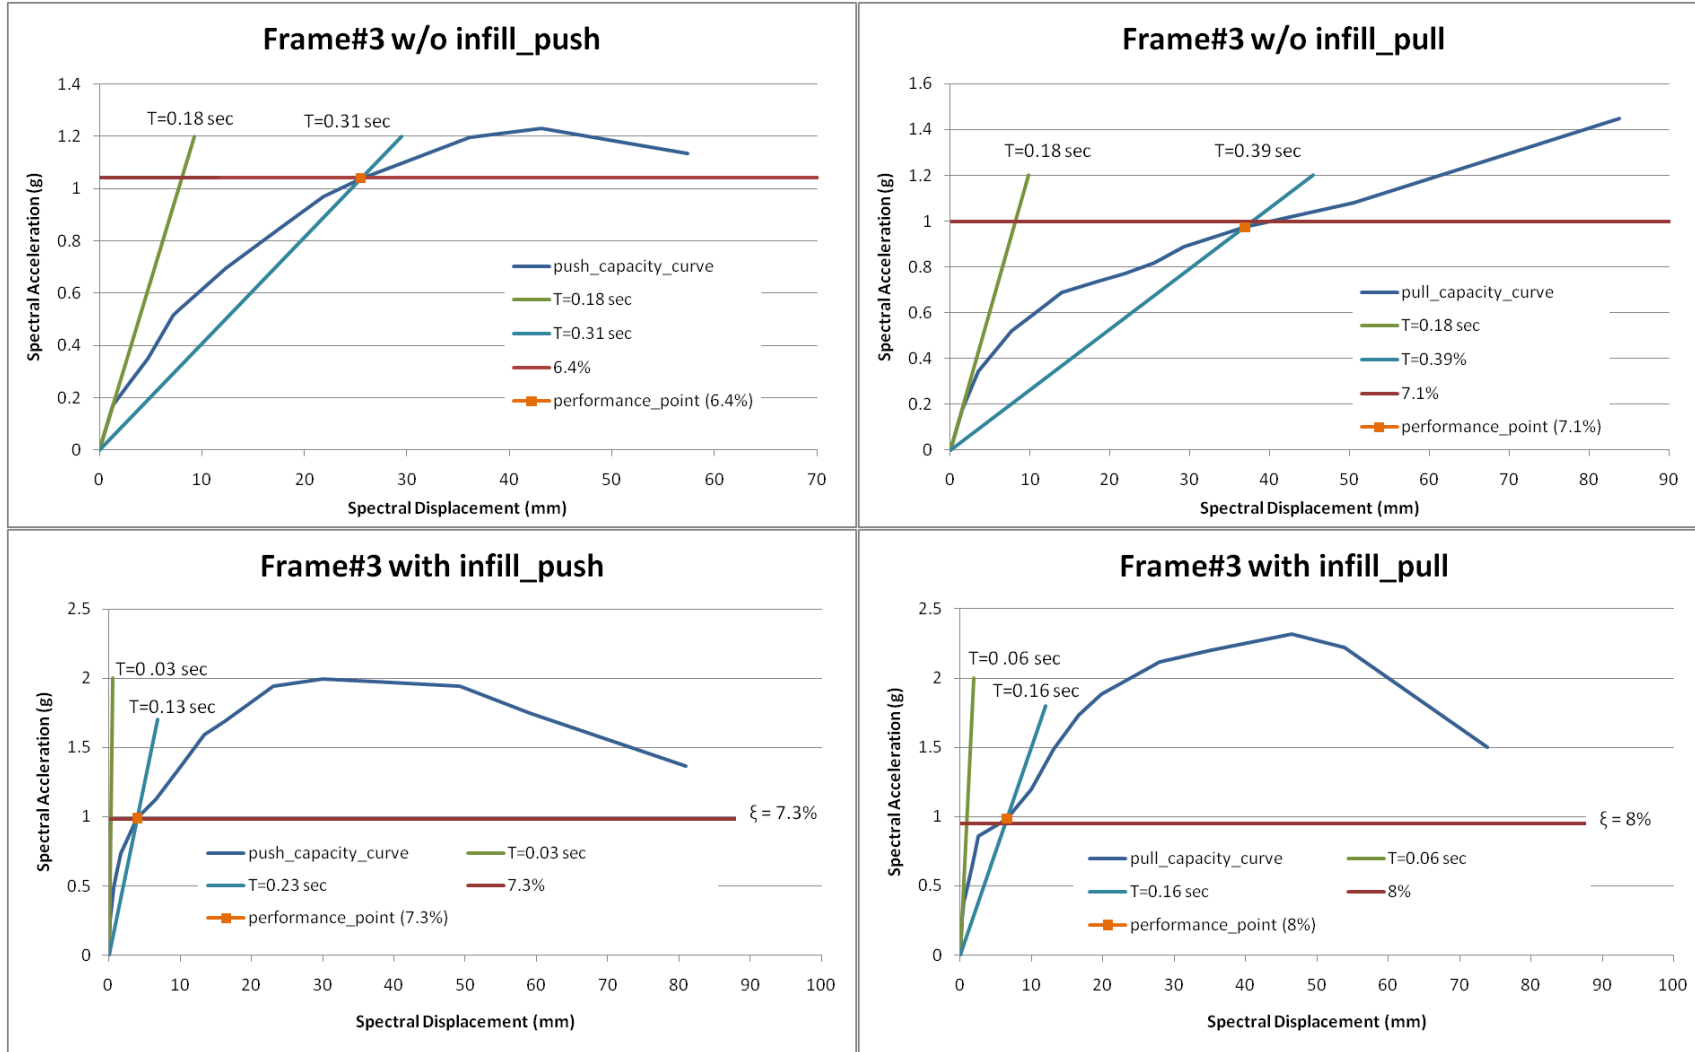 Frame#3 w/o infill_push
1.4
1.2
1
0.8
0.6
0.4
0.2
0
Spectral Acceleration (g)
T=0.18 sec
T=0.31 sec
push_capacity_curve
T=0.18 sec
T=0.31 sec
6.4%
performance_point (6.4%)
0 10 20 30 40 50 60 70
Spectral Displacement (mm)
Frame#3 w/o infill_pull
1.6
1.4
1.2
1
0.8
0.6
0.4
0.2
0
Spectral Acceleration (g)
T=0.18 sec
T=0.39 sec
pull_capacity_curve
T=0.18 sec
T=0.39%
7.1%
performance_point (7.1%)
0 10 20 30 40 50 60 70 80 90
Spectral Displacement (mm)
Frame#3 with infill_push
2.5
2
1.5
1
0.5
0
Spectral Accleration (g)
T=0 .03 sec
T=0.13 sec
ξ = 7.3%
push_capacity_curve T=0.03 sec
T=0.23 sec 7.3%
performance_point (7.3%)
0 10 20 30 40 50 60 70 80 90 100
Spectral Displacement (mm)
Frame#3 with infill_pull
2.5
2
1.5
1
0.5
0
Spectral Acceleration (g)
T=0 .06 sec
T=0.16 sec
ξ = 8%
pull_capacity_curve T=0.06 sec
T=0.16 sec 8%
performance_point (8%)
0 10 20 30 40 50 60 70 80 90 100
Spectral Displacement (mm)